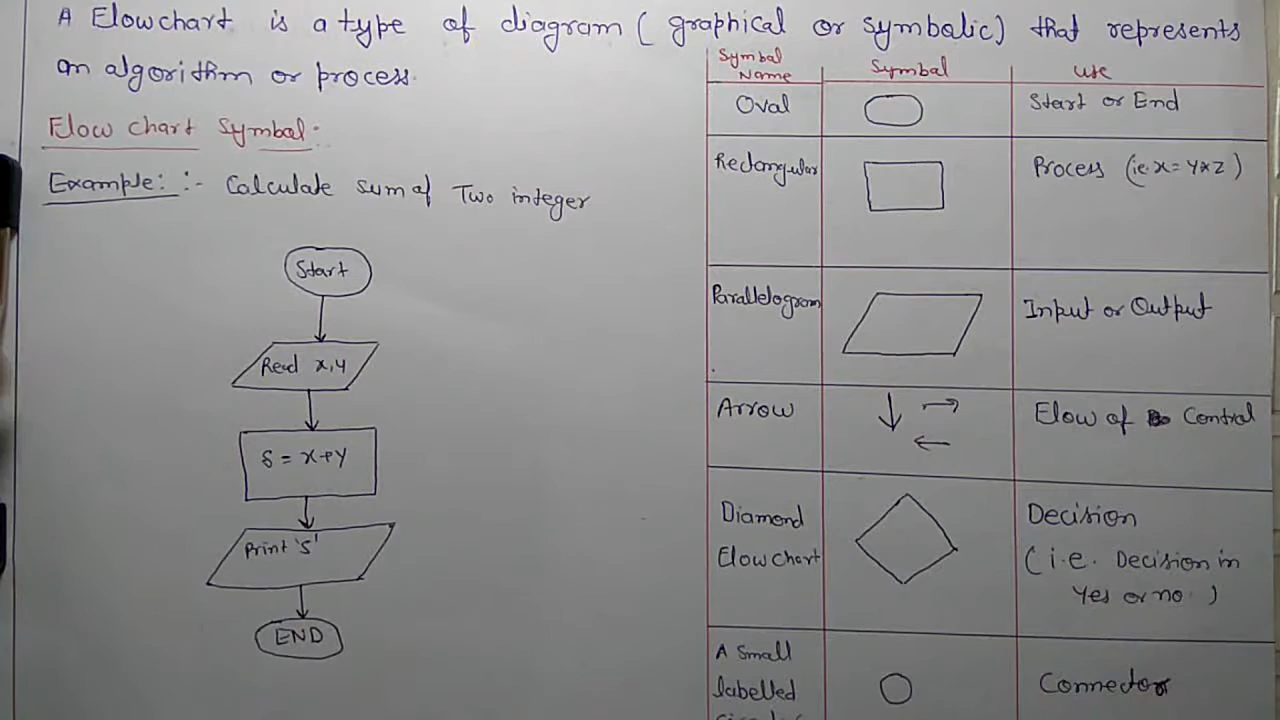 A Flowchart is a type of diagram ( graphical or symbolic) that represents
an algorithm or process.
Flow chart Symbol:-
Example: :- Calculate sum of Two integer
Start
Read x,y
S = x+y
Print 'S'
END
Symbol Name | Symbol | Use
Oval | Start or End
Rectangular | Process (i.e. x = y*z )
Parallelogram | Input or Output
Arrow | Flow of Control
Diamond | Decision
Flowchart | ( i.e. Decision in
Yes or no. )
A Small
labelled | Connector